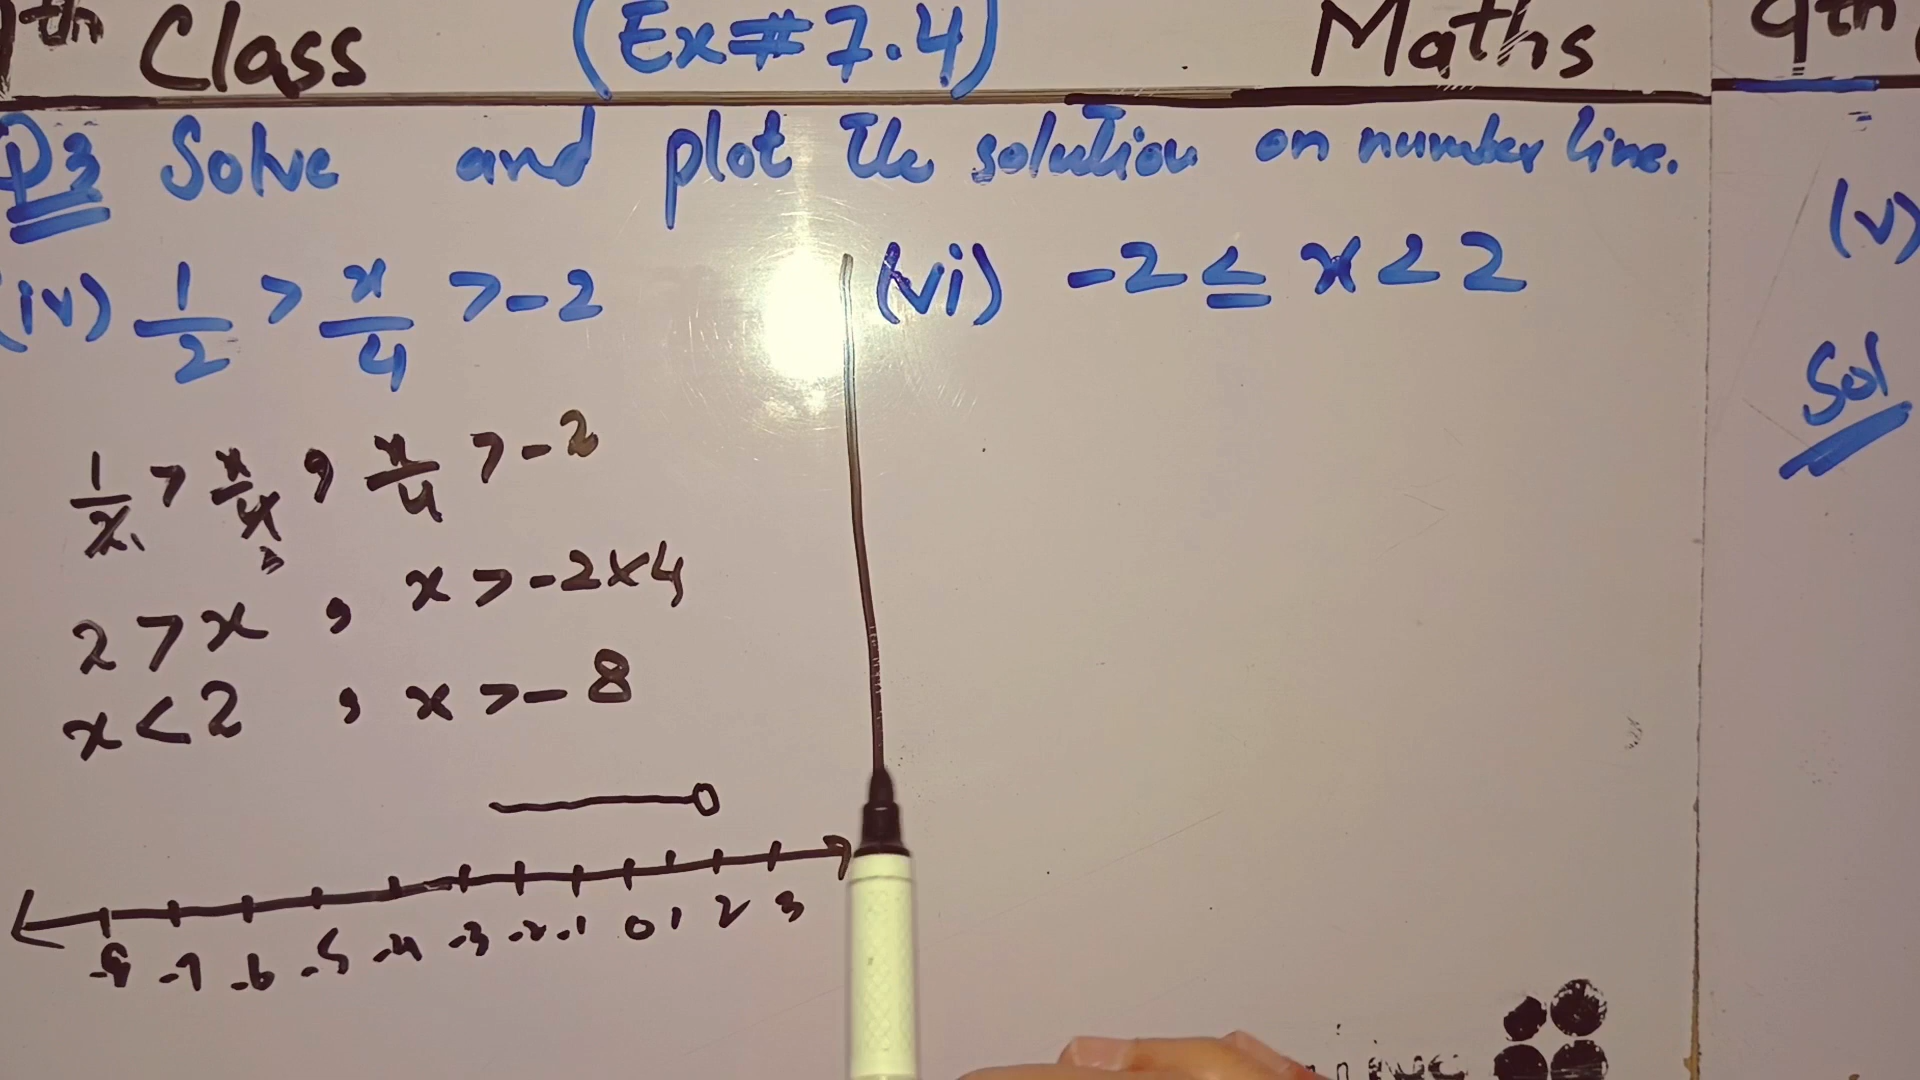 9th Class (Ex#7.4) Maths 9th
Q3 Solve and plot the solution on number line.
(iv) 1/2 > x/4 > -2
1/2 > x/4 , x/4 > -2
2 > x , x > -2×4
x < 2 , x > -8
-8 -7 -6 -5 -4 -3 -2 -1 0 1 2 3
(vi) -2 ≤ x < 2
(v)
Sol